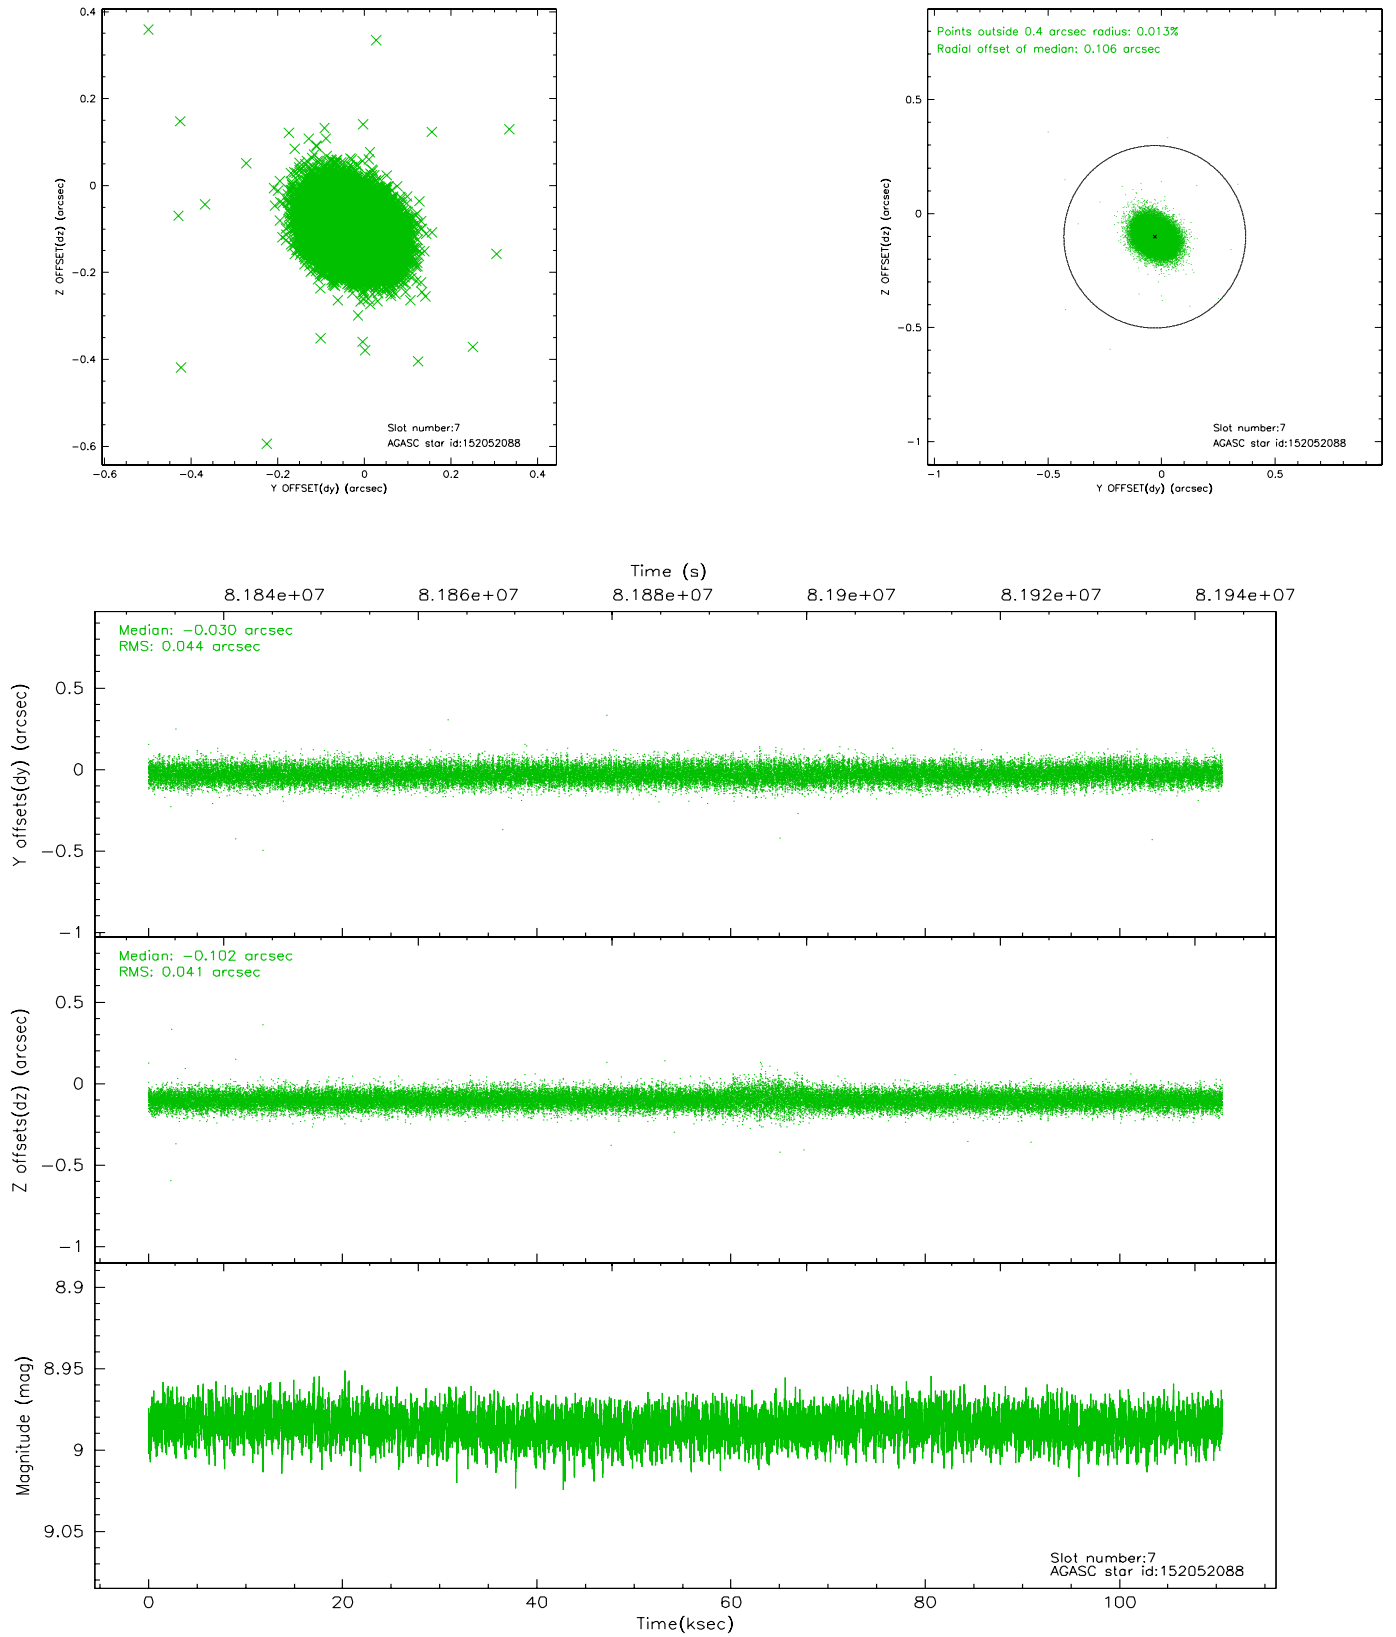 0.4
0.2
0
−0.2
−0.4
−0.6
Z OFFSET(dz) (arcsec)
−0.6 −0.4 −0.2 0 0.2 0.4
Y OFFSET(dy) (arcsec)
Slot number:7
AGASC star id:152052088
Points outside 0.4 arcsec radius: 0.013%
Radial offset of median: 0.106 arcsec
0.5
0
−0.5
−1
Z OFFSET(dz) (arcsec)
−1 −0.5 0 0.5
Y OFFSET(dy) (arcsec)
Slot number:7
AGASC star id:152052088
Time (s)
8.184e+07 8.186e+07 8.188e+07 8.19e+07 8.192e+07 8.194e+07
Median: −0.030 arcsec
RMS: 0.044 arcsec
0.5
0
−0.5
−1
Y offsets(dy) (arcsec)
Median: −0.102 arcsec
RMS: 0.041 arcsec
0.5
0
−0.5
−1
Z offsets(dz) (arcsec)
8.9
8.95
9
9.05
Magnitude (mag)
Slot number:7
AGASC star id:152052088
0 20 40 60 80 100
Time(ksec)